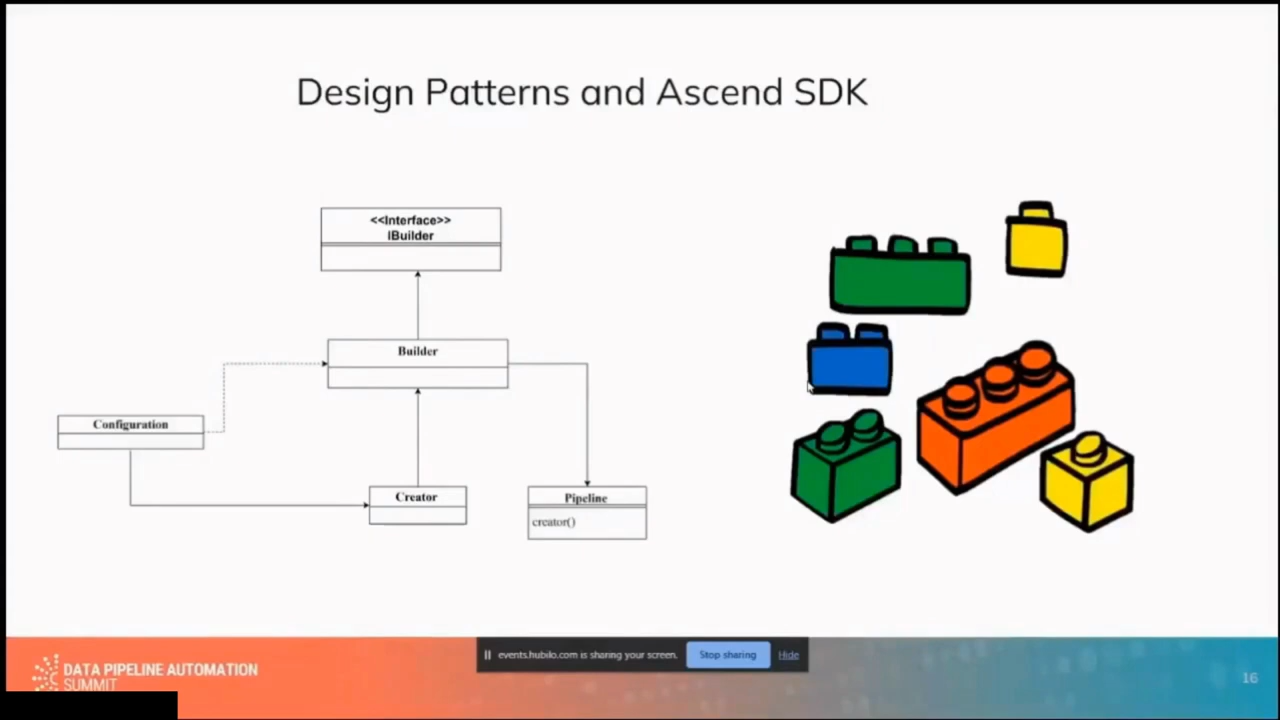 Design Patterns and Ascend SDK
<<Interface>>
IBuilder
Builder
Configuration
Creator
Pipeline
creator()
events.hubilo.com is sharing your screen.
Stop sharing
Hide
DATA PIPELINE AUTOMATION
SUMMIT
16